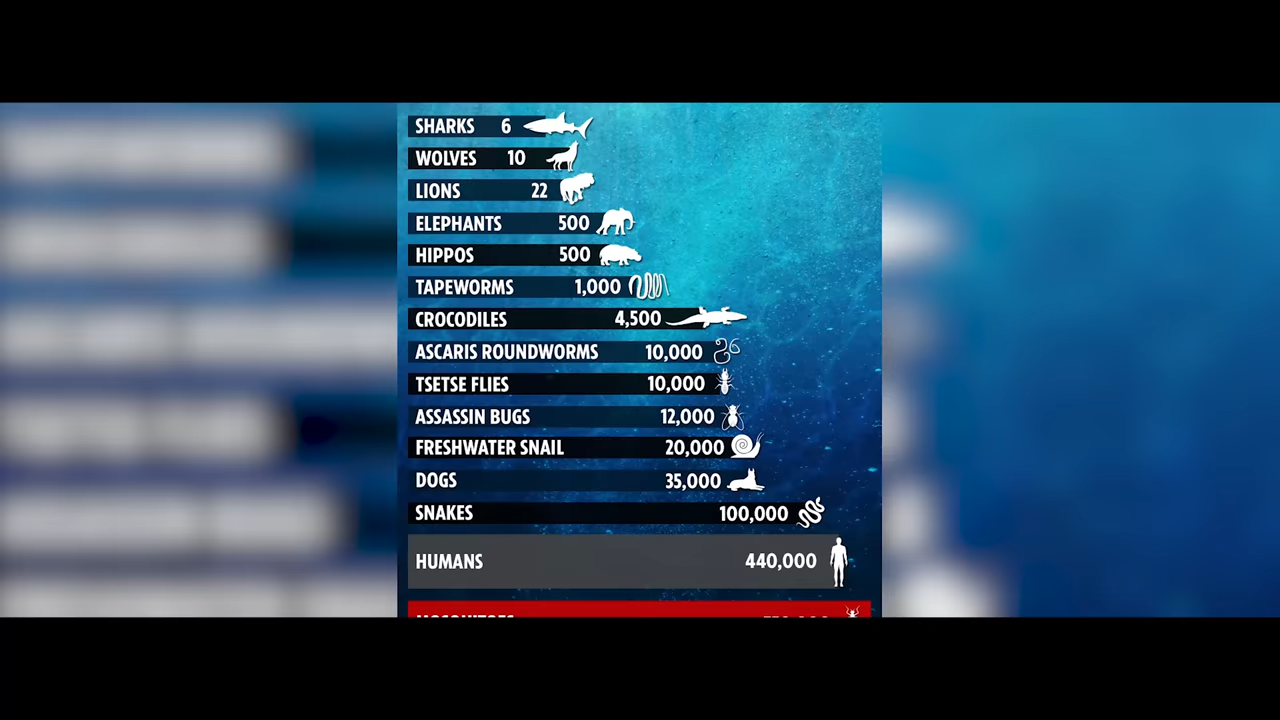 SHARKS 6
WOLVES 10
LIONS 22
ELEPHANTS 500
HIPPOS 500
TAPEWORMS 1,000
CROCODILES 4,500
ASCARIS ROUNDWORMS 10,000
TSETSE FLIES 10,000
ASSASSIN BUGS 12,000
FRESHWATER SNAIL 20,000
DOGS 35,000
SNAKES 100,000
HUMANS 440,000
MOSQUITOES